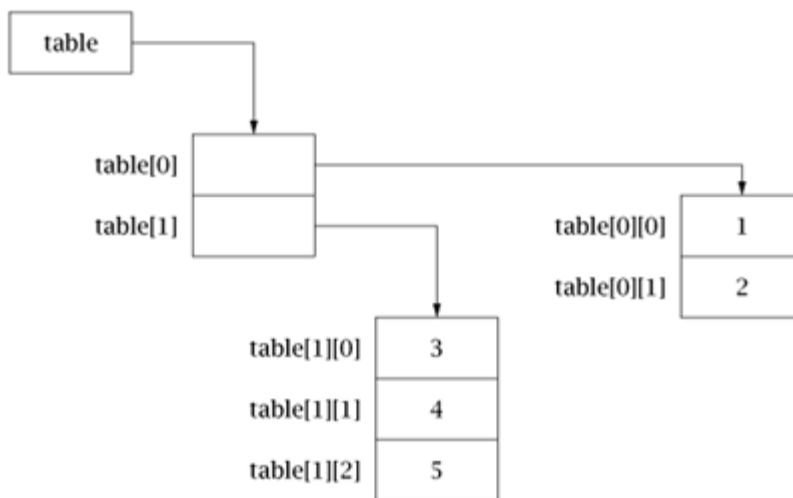 table
table[0]
table[1]
table[0][0] 1
table[0][1] 2
table[1][0] 3
table[1][1] 4
table[1][2] 5